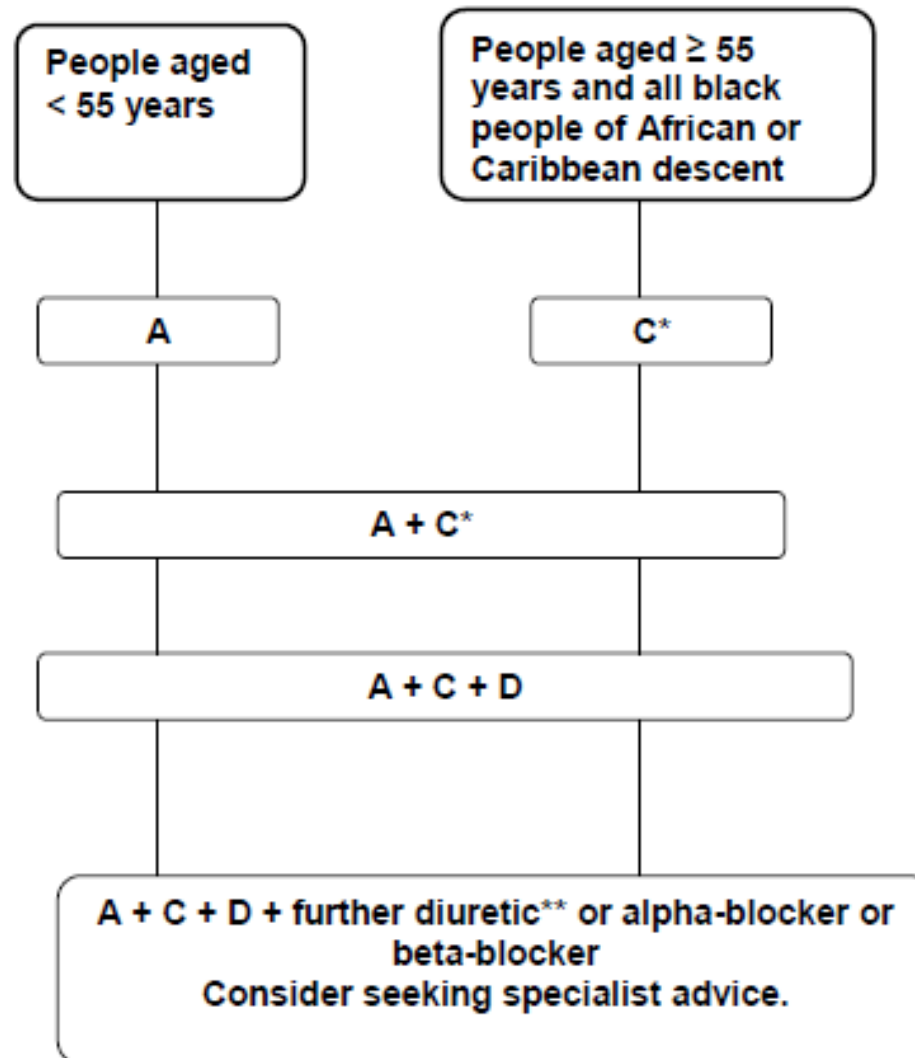 People aged
< 55 years
People aged ≥ 55
years and all black
people of African or
Caribbean descent
A
C*
A + C*
A + C + D
A + C + D + further diuretic** or alpha-blocker or
beta-blocker
Consider seeking specialist advice.